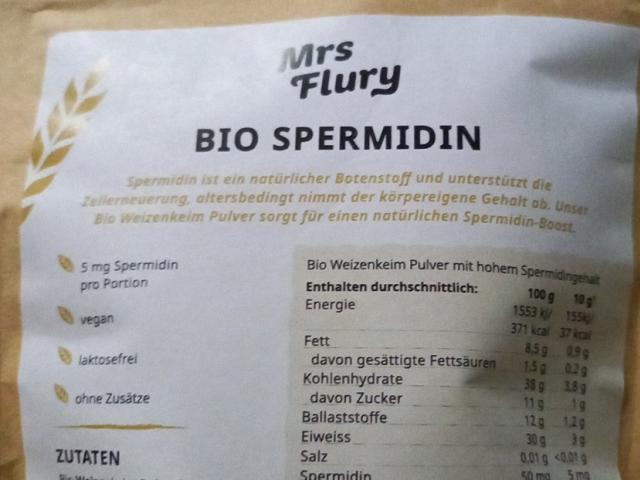 Mrs
Flury
BIO SPERMIDIN
Spermidin ist ein natürlicher Botenstoff und unterstützt die
Zellerneuerung, altersbedingt nimmt der körpereigene Gehalt ab. Unser
Bio Weizenkeim Pulver sorgt für einen natürlichen Spermidin-Boost.
5 mg Spermidin
pro Portion
vegan
laktosefrei
ohne Zusätze
ZUTATEN
Bio Weizenkeim Pulver mit hohem Spermidingehalt
Enthalten durchschnittlich: 100 g 10 g
Energie 1553 kj/ 155kj/
371 kcal 37 kcal
Fett 8,5 g 0,9 g
davon gesättigte Fettsäuren 1.5 g 0.2 g
Kohlenhydrate 38 g 3,8 g
davon Zucker 11 g 1 g
Ballaststoffe 12 g 1,2 g
Eiweiss 30 g 3 g
Salz 0,01 g <0,01 g
Spermidin 50 mg 5 mg